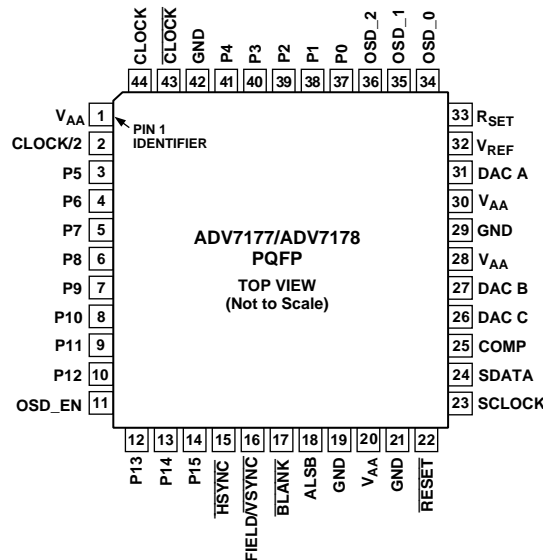 CLOCK
CLOCK
GND
P4
P3
P2
P1
P0
OSD_2
OSD_1
OSD_0
44 43 42 41 40 39 38 37 36 35 34
VAA 1
CLOCK/2 2
P5 3
P6 4
P7 5
P8 6
P9 7
P10 8
P11 9
P12 10
OSD_EN 11
PIN 1
IDENTIFIER
ADV7177/ADV7178
PQFP
TOP VIEW
(Not to Scale)
33 RSET
32 VREF
31 DAC A
30 VAA
29 GND
28 VAA
27 DAC B
26 DAC C
25 COMP
24 SDATA
23 SCLOCK
12 13 14 15 16 17 18 19 20 21 22
P13
P14
P15
HSYNC
FIELD/VSYNC
BLANK
ALSB
GND
VAA
GND
RESET